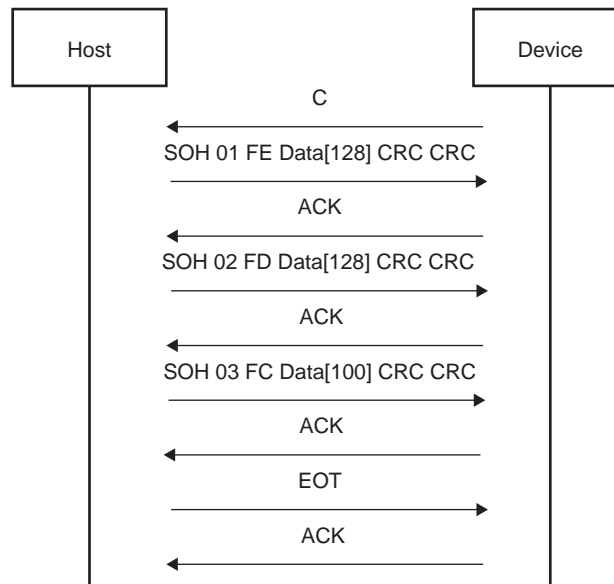 Host
Device
C
SOH 01 FE Data[128] CRC CRC
ACK
SOH 02 FD Data[128] CRC CRC
ACK
SOH 03 FC Data[100] CRC CRC
ACK
EOT
ACK